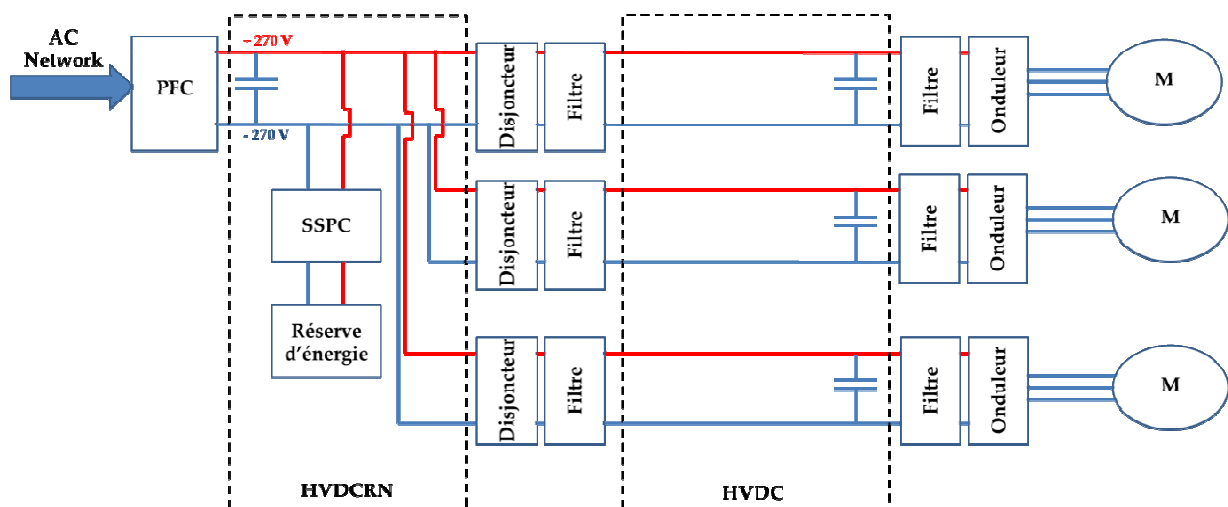 AC
Network
PFC
- 270 V
- 270 V
SSPC
Réserve
d'énergie
HVDCRN
Disjoncteur
Filtre
Filtre
Onduleur
M
Disjoncteur
Filtre
Filtre
Onduleur
M
Disjoncteur
Filtre
Filtre
Onduleur
M
HVDC